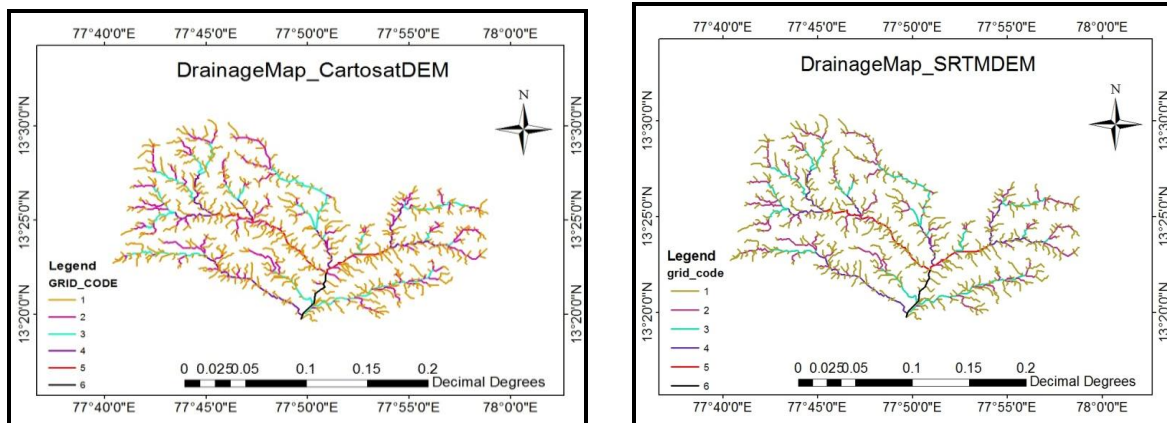 77°40'0"E 77°45'0"E 77°50'0"E 77°55'0"E 78°0'0"E
DrainageMap_CartosatDEM
N
13°30'0"N 13°30'0"N
13°25'0"N 13°25'0"N
13°20'0"N 13°20'0"N
Legend
GRID_CODE
1
2
3
4
5
6
0 0.025 0.05 0.1 0.15 0.2
Decimal Degrees
77°40'0"E 77°45'0"E 77°50'0"E 77°55'0"E 78°0'0"E
77°40'0"E 77°45'0"E 77°50'0"E 77°55'0"E 78°0'0"E
DrainageMap_SRTMDEM
N
13°30'0"N 13°30'0"N
13°25'0"N 13°25'0"N
13°20'0"N 13°20'0"N
Legend
grid_code
1
2
3
4
5
6
0 0.025 0.05 0.1 0.15 0.2
Decimal Degrees
77°40'0"E 77°45'0"E 77°50'0"E 77°55'0"E 78°0'0"E